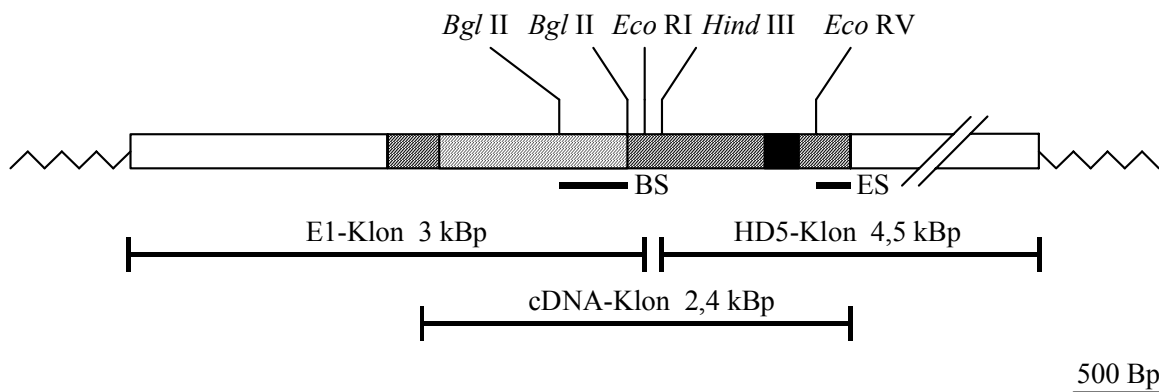 Bgl II Bgl II Eco RI Hind III Eco RV
BS ES
E1-Klon 3 kBp HD5-Klon 4,5 kBp
cDNA-Klon 2,4 kBp
500 Bp